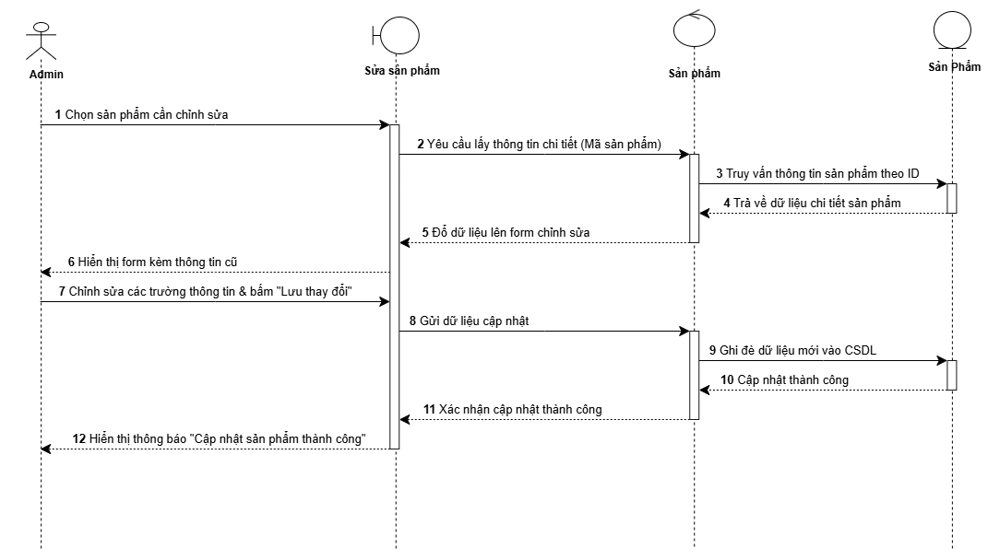 Admin
Sửa sản phẩm
Sản phẩm
Sản Phẩm
1 Chọn sản phẩm cần chỉnh sửa
2 Yêu cầu lấy thông tin chi tiết (Mã sản phẩm)
3 Truy vấn thông tin sản phẩm theo ID
4 Trả về dữ liệu chi tiết sản phẩm
5 Đổ dữ liệu lên form chỉnh sửa
6 Hiển thị form kèm thông tin cũ
7 Chỉnh sửa các trường thông tin & bấm "Lưu thay đổi"
8 Gửi dữ liệu cập nhật
9 Ghi đè dữ liệu mới vào CSDL
10 Cập nhật thành công
11 Xác nhận cập nhật thành công
12 Hiển thị thông báo "Cập nhật sản phẩm thành công"